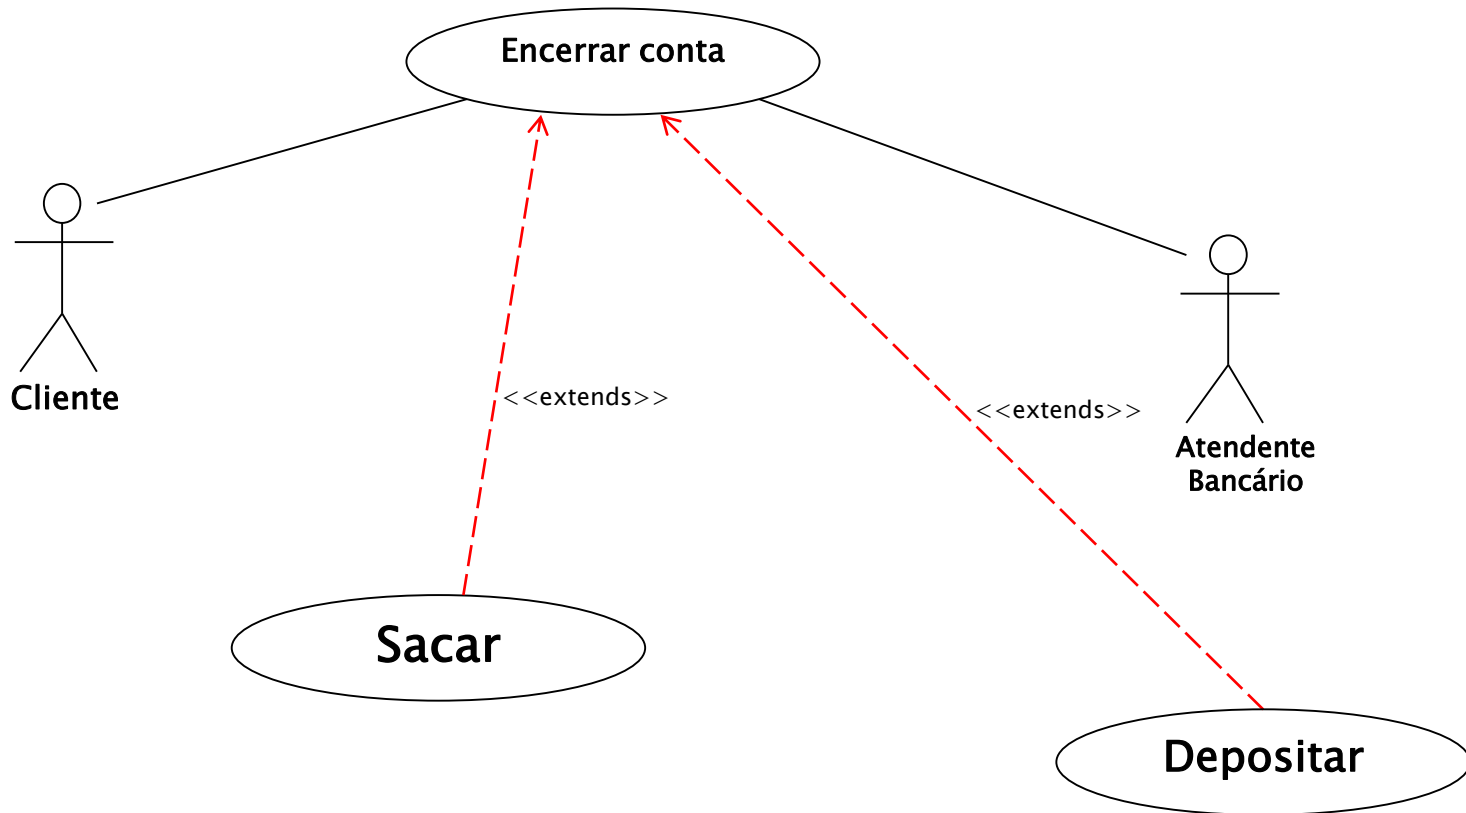 Encerrar conta
Cliente
<<extends>>
<<extends>>
Atendente
Bancário
Sacar
Depositar